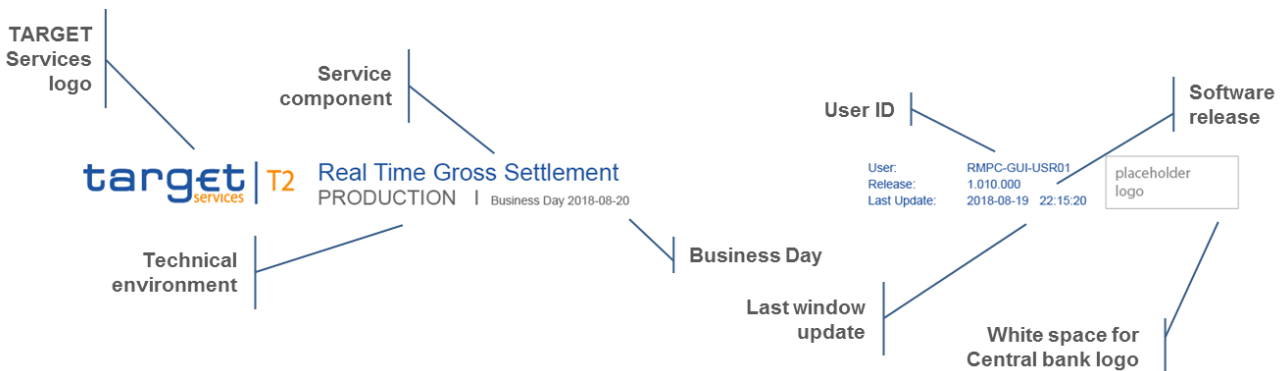 TARGET
Services
logo
Service
component
User ID
Software
release
target
services
T2
Real Time Gross Settlement
PRODUCTION | Business Day 2018-08-20
User: RMPC-GUI-USR01
Release: 1.010.000
Last Update: 2018-08-19 22:15:20
placeholder
logo
Technical
environment
Business Day
Last window
update
White space for
Central bank logo